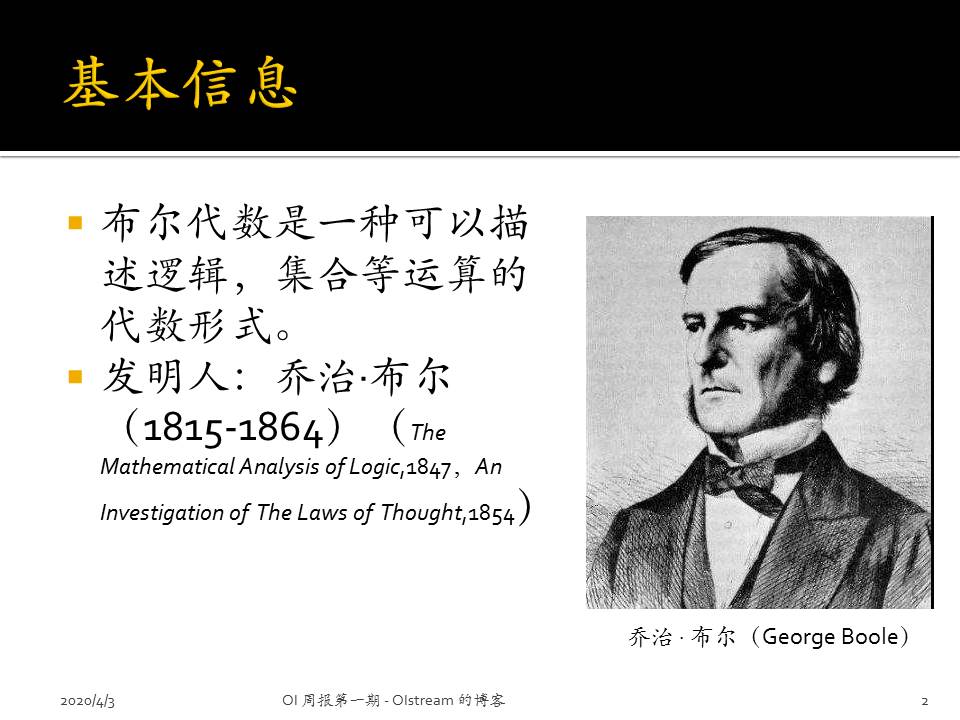 基本信息
布尔代数是一种可以描
述逻辑，集合等运算的
代数形式。
发明人：乔治·布尔
（1815-1864）（The
Mathematical Analysis of Logic,1847，An
Investigation of The Laws of Thought,1854）
乔治·布尔（George Boole）
2020/4/3
OI 周报第一期 - OIstream 的博客
2